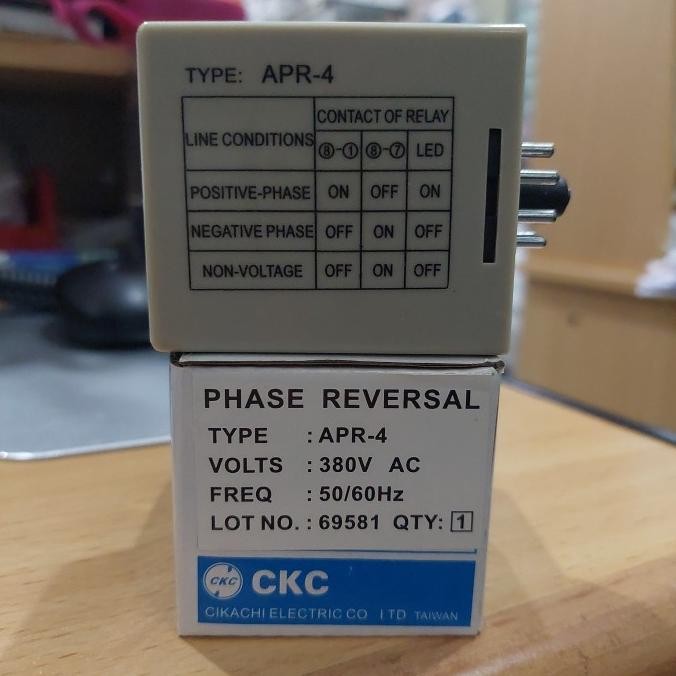 TYPE: APR-4
LINE CONDITIONS CONTACT OF RELAY
⑧-① ⑧-⑦ LED
POSITIVE-PHASE ON OFF ON
NEGATIVE PHASE OFF ON OFF
NON-VOLTAGE OFF ON OFF
PHASE REVERSAL
TYPE : APR-4
VOLTS : 380V AC
FREQ : 50/60Hz
LOT NO. : 69581 QTY: 1
CKC CKC
CIKACHI ELECTRIC CO LTD TAIWAN